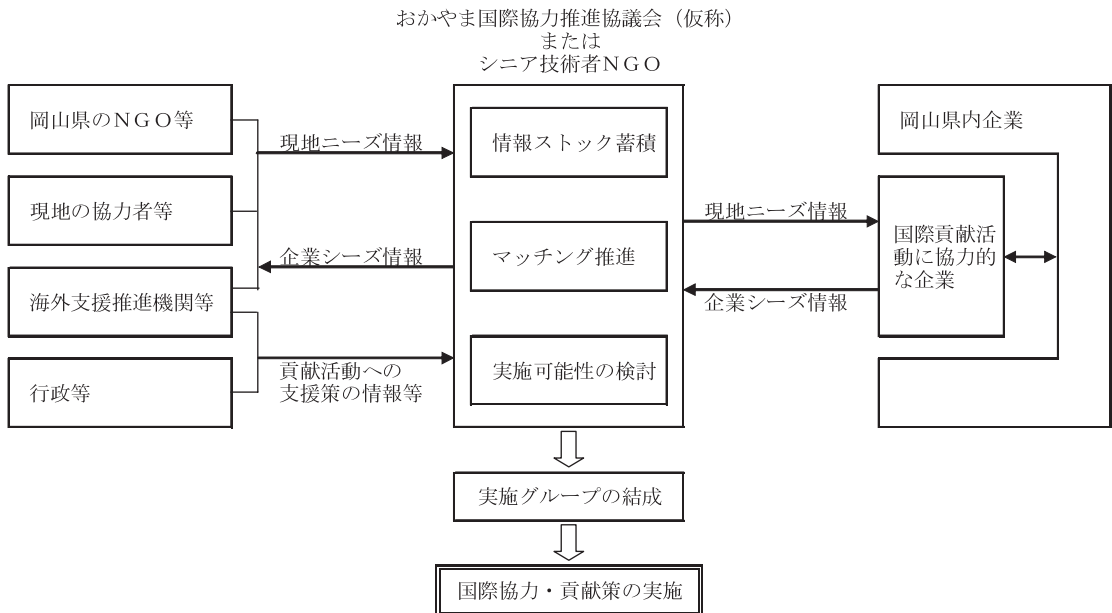 おかやま国際協力推進協議会（仮称）
または
シニア技術者ＮＧＯ
岡山県のＮＧＯ等
現地の協力者等
海外支援推進機関等
行政等
現地ニーズ情報
企業シーズ情報
貢献活動への
支援策の情報等
情報ストック蓄積
マッチング推進
実施可能性の検討
現地ニーズ情報
企業シーズ情報
岡山県内企業
国際貢献活
動に協力的
な企業
実施グループの結成
国際協力・貢献策の実施